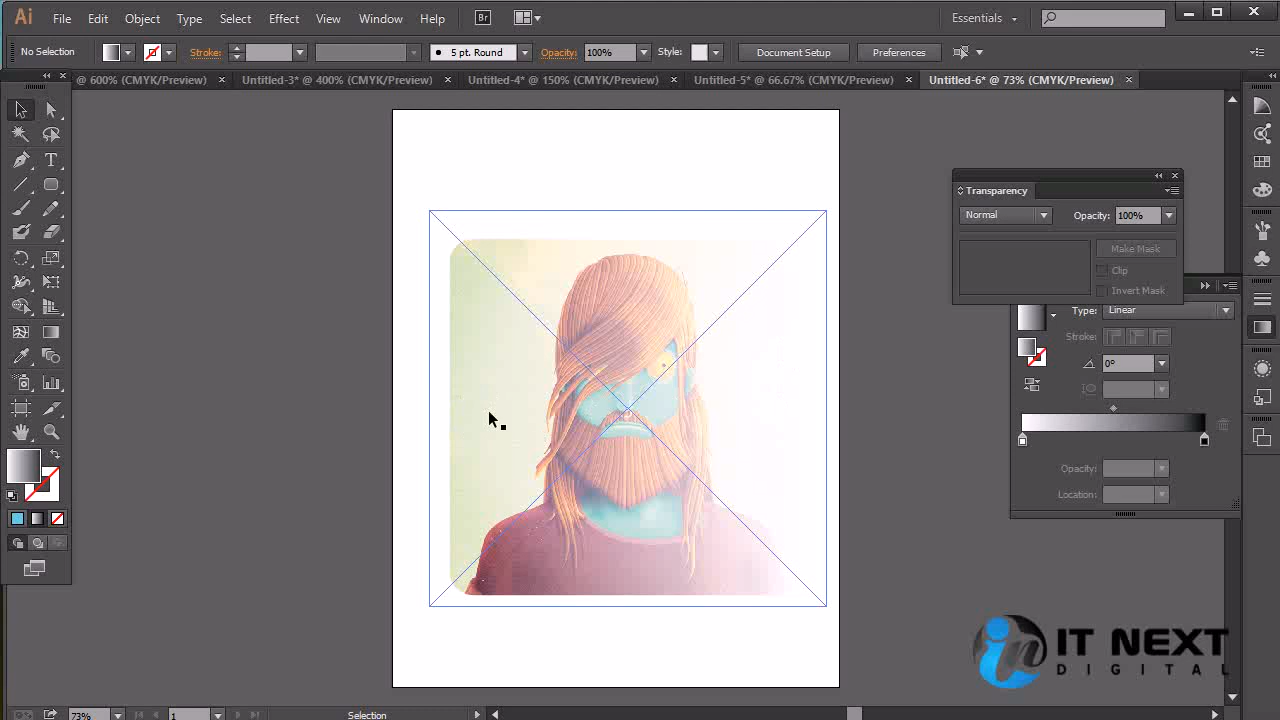 Ai File Edit Object Type Select Effect View Window Help Br Essentials
No Selection Stroke: 5 pt. Round Opacity: 100% Style: Document Setup Preferences
@ 600% (CMYK/Preview) × Untitled-3* @ 400% (CMYK/Preview) × Untitled-4* @ 150% (CMYK/Preview) × Untitled-5* @ 66.67% (CMYK/Preview) × Untitled-6* @ 73% (CMYK/Preview) ×
Transparency
Normal Opacity: 100%
Make Mask
Clip
Invert Mask
Type: Linear
Stroke:
0°
Opacity:
Location:
in IT NEXT
DIGITAL
73% 1 Selection